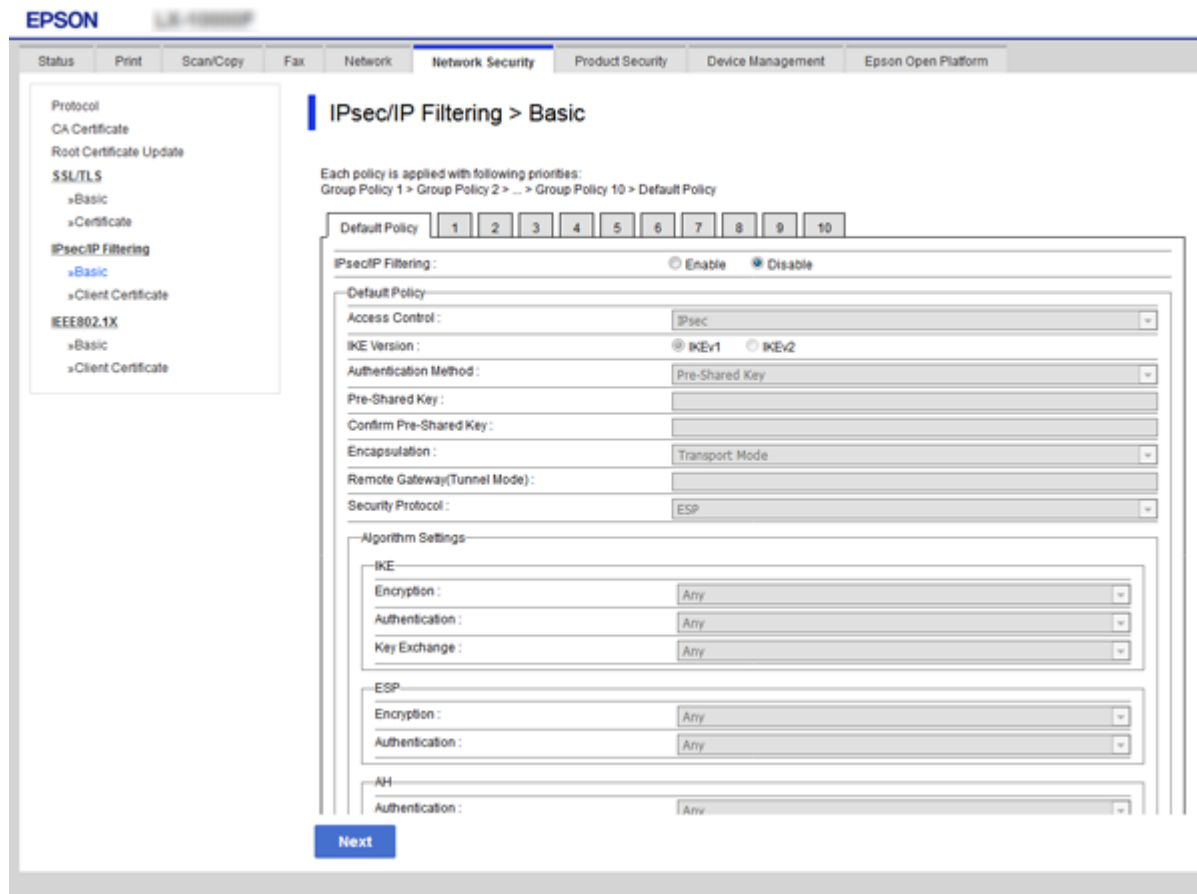 EPSON
Status Print Scan/Copy Fax Network Network Security Product Security Device Management Epson Open Platform
Protocol
CA Certificate
Root Certificate Update
SSL/TLS
»Basic
»Certificate
IPsec/IP Filtering
»Basic
»Client Certificate
IEEE802.1X
»Basic
»Client Certificate
IPsec/IP Filtering > Basic
Each policy is applied with following priorities:
Group Policy 1 > Group Policy 2 > ... > Group Policy 10 > Default Policy
Default Policy 1 2 3 4 5 6 7 8 9 10
IPsec/IP Filtering : Enable Disable
Default Policy
Access Control : IPsec
IKE Version : IKEv1 IKEv2
Authentication Method : Pre-Shared Key
Pre-Shared Key :
Confirm Pre-Shared Key :
Encapsulation : Transport Mode
Remote Gateway(Tunnel Mode) :
Security Protocol : ESP
Algorithm Settings
IKE
Encryption : Any
Authentication : Any
Key Exchange : Any
ESP
Encryption : Any
Authentication : Any
AH
Authentication : Any
Next